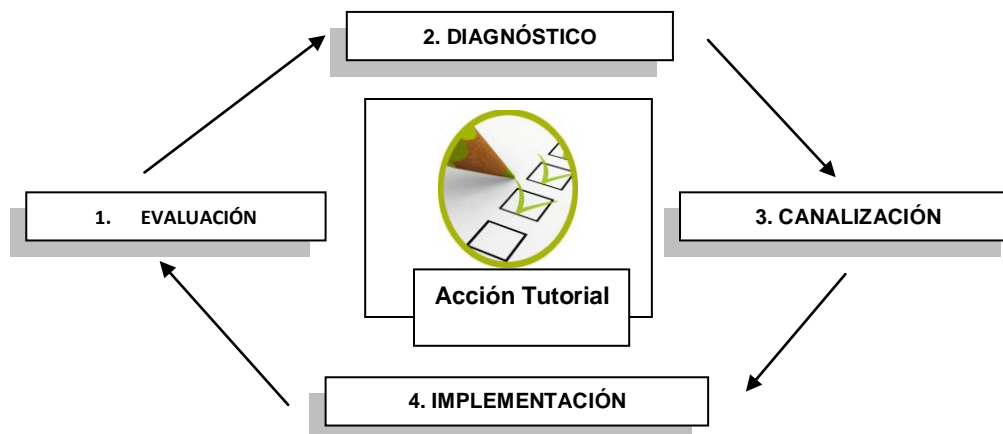 2. DIAGNÓSTICO
1. EVALUACIÓN
3. CANALIZACIÓN
Acción Tutorial
4. IMPLEMENTACIÓN